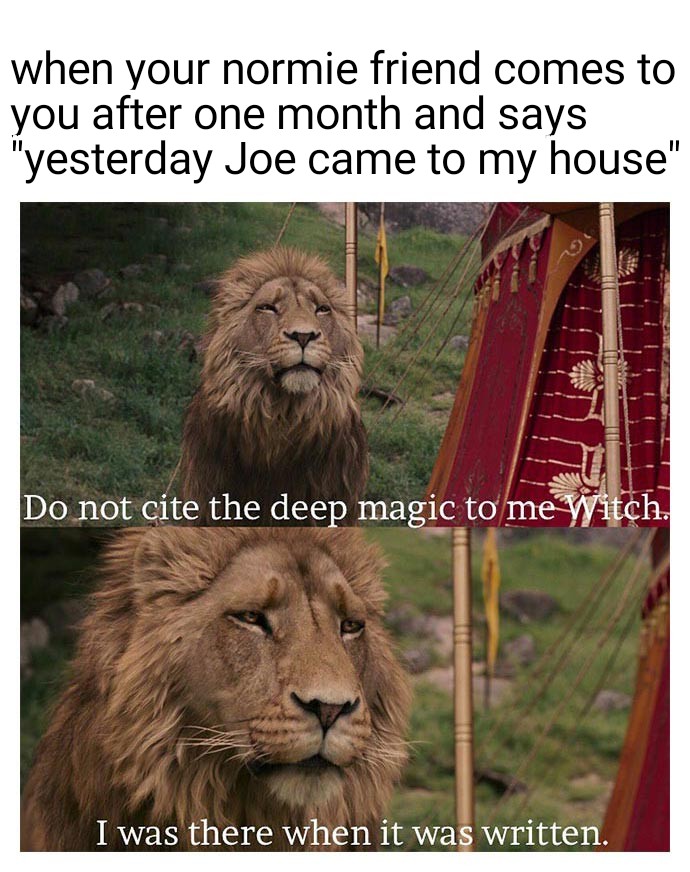 when your normie friend comes to
you after one month and says
"yesterday Joe came to my house"
Do not cite the deep magic to me Witch.
I was there when it was written.